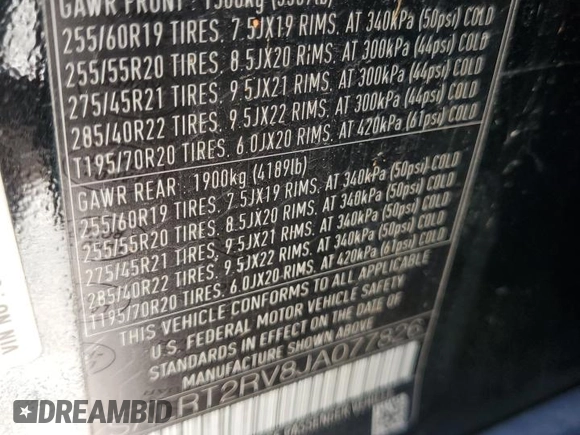 255/60R19 TIRES. 7.5JX19 RIMS. AT 340kPa (50psi) COLD
255/55R20 TIRES. 8.5JX20 RIMS. AT 300kPa (44psi) COLD
275/45R21 TIRES. 9.5JX21 RIMS. AT 300kPa (44psi) COLD
285/40R22 TIRES. 9.5JX22 RIMS. AT 300kPa (44psi) COLD
T195/70R20 TIRES. 6.0JX20 RIMS. AT 420kPa (61psi) COLD
GAWR REAR: 1900kg (4189lb)
255/60R19 TIRES. 7.5JX19 RIMS. AT 340kPa (50psi) COLD
255/55R20 TIRES. 8.5JX20 RIMS. AT 340kPa (50psi) COLD
275/45R21 TIRES. 9.5JX21 RIMS. AT 340kPa (50psi) COLD
285/40R22 TIRES. 9.5JX22 RIMS. AT 340kPa (50psi) COLD
T195/70R20 TIRES. 6.0JX20 RIMS. AT 420kPa (61psi) COLD
THIS VEHICLE CONFORMS TO ALL APPLICABLE
U.S. FEDERAL MOTOR VEHICLE SAFETY
STANDARDS IN EFFECT ON THE DATE OF
MANUFACTURE SHOWN ABOVE.
RT2RV8JA077826
PASSENGER VEHICLE
DREAMBID